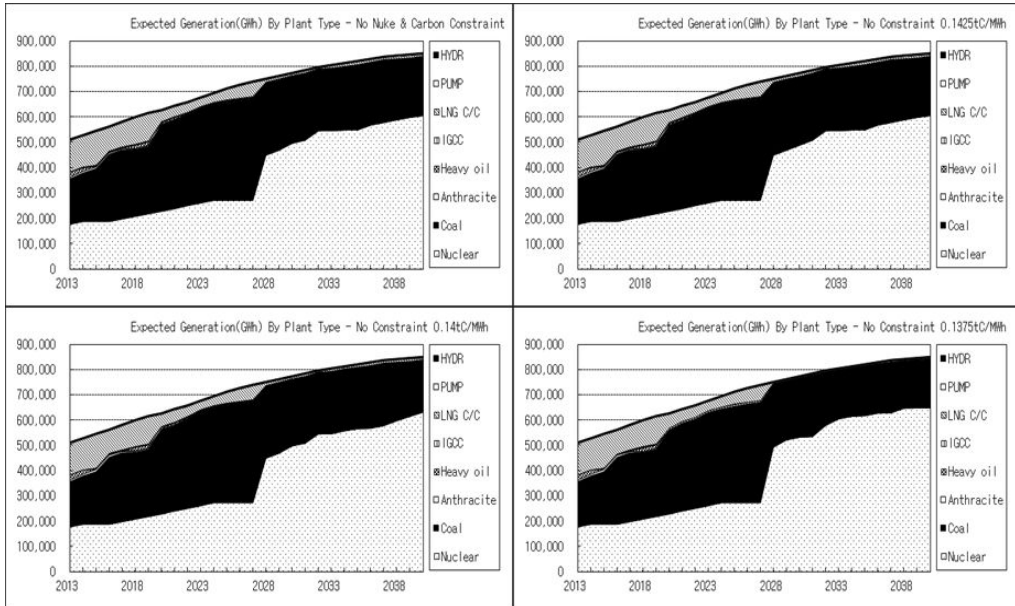 Expected Generation(GWh) By Plant Type - No Nuke & Carbon Constraint
900,000
800,000
700,000
600,000
500,000
400,000
300,000
200,000
100,000
0
2013 2018 2023 2028 2033 2038
HYDR
PUMP
LNG C/C
IGCC
Heavy oil
Anthracite
Coal
Nuclear
Expected Generation(GWh) By Plant Type - No Constraint 0.1425tC/MWh
900,000
800,000
700,000
600,000
500,000
400,000
300,000
200,000
100,000
0
2013 2018 2023 2028 2033 2038
HYDR
PUMP
LNG C/C
IGCC
Heavy oil
Anthracite
Coal
Nuclear
Expected Generation(GWh) By Plant Type - No Constraint 0.14tC/MWh
900,000
800,000
700,000
600,000
500,000
400,000
300,000
200,000
100,000
0
2013 2018 2023 2028 2033 2038
HYDR
PUMP
LNG C/C
IGCC
Heavy oil
Anthracite
Coal
Nuclear
Expected Generation(GWh) By Plant Type - No Constraint 0.1375tC/MWh
900,000
800,000
700,000
600,000
500,000
400,000
300,000
200,000
100,000
0
2013 2018 2023 2028 2033 2038
HYDR
PUMP
LNG C/C
IGCC
Heavy oil
Anthracite
Coal
Nuclear